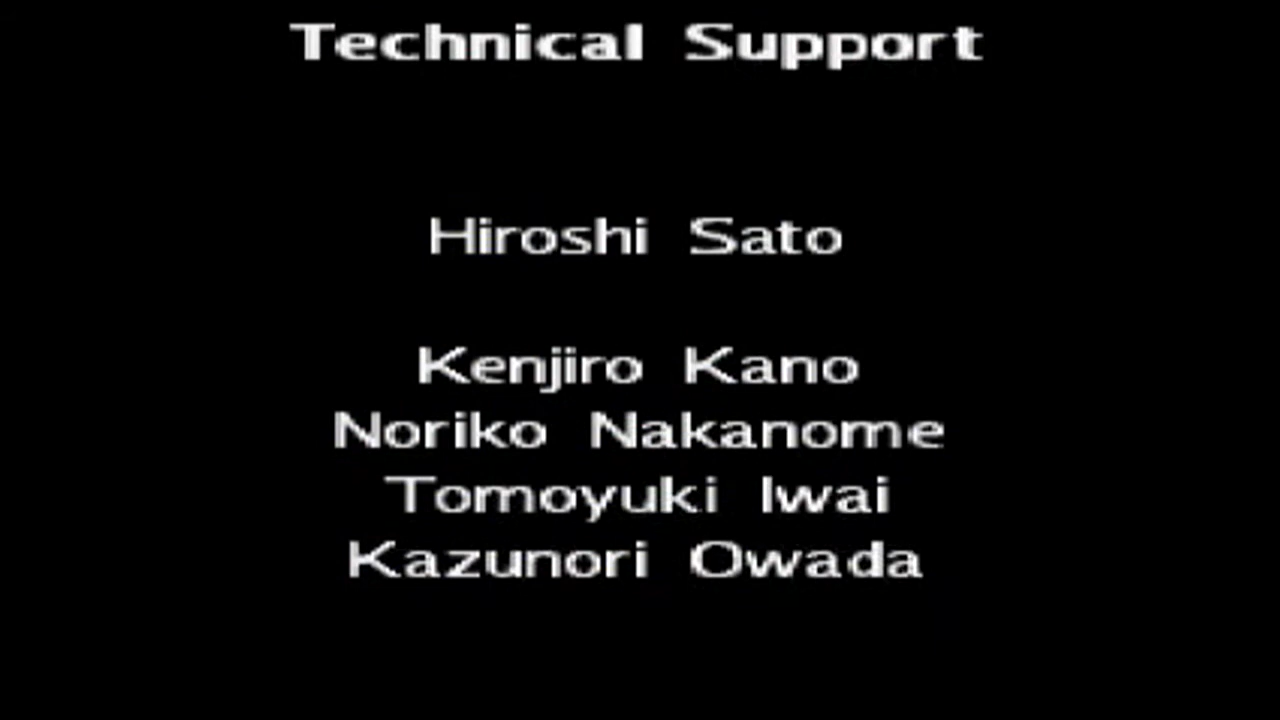 Technical Support
Hiroshi Sato
Kenjiro Kano
Noriko Nakanome
Tomoyuki Iwai
Kazunori Owada